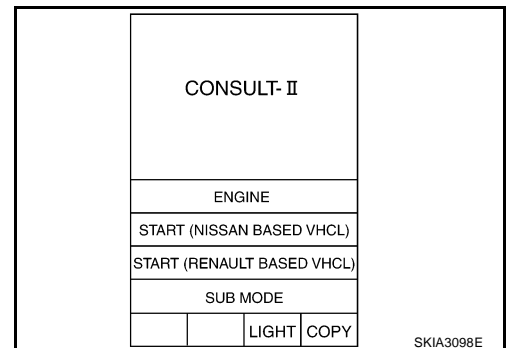 CONSULT-II
ENGINE
START (NISSAN BASED VHCL)
START (RENAULT BASED VHCL)
SUB MODE
LIGHT COPY
SKIA3098E